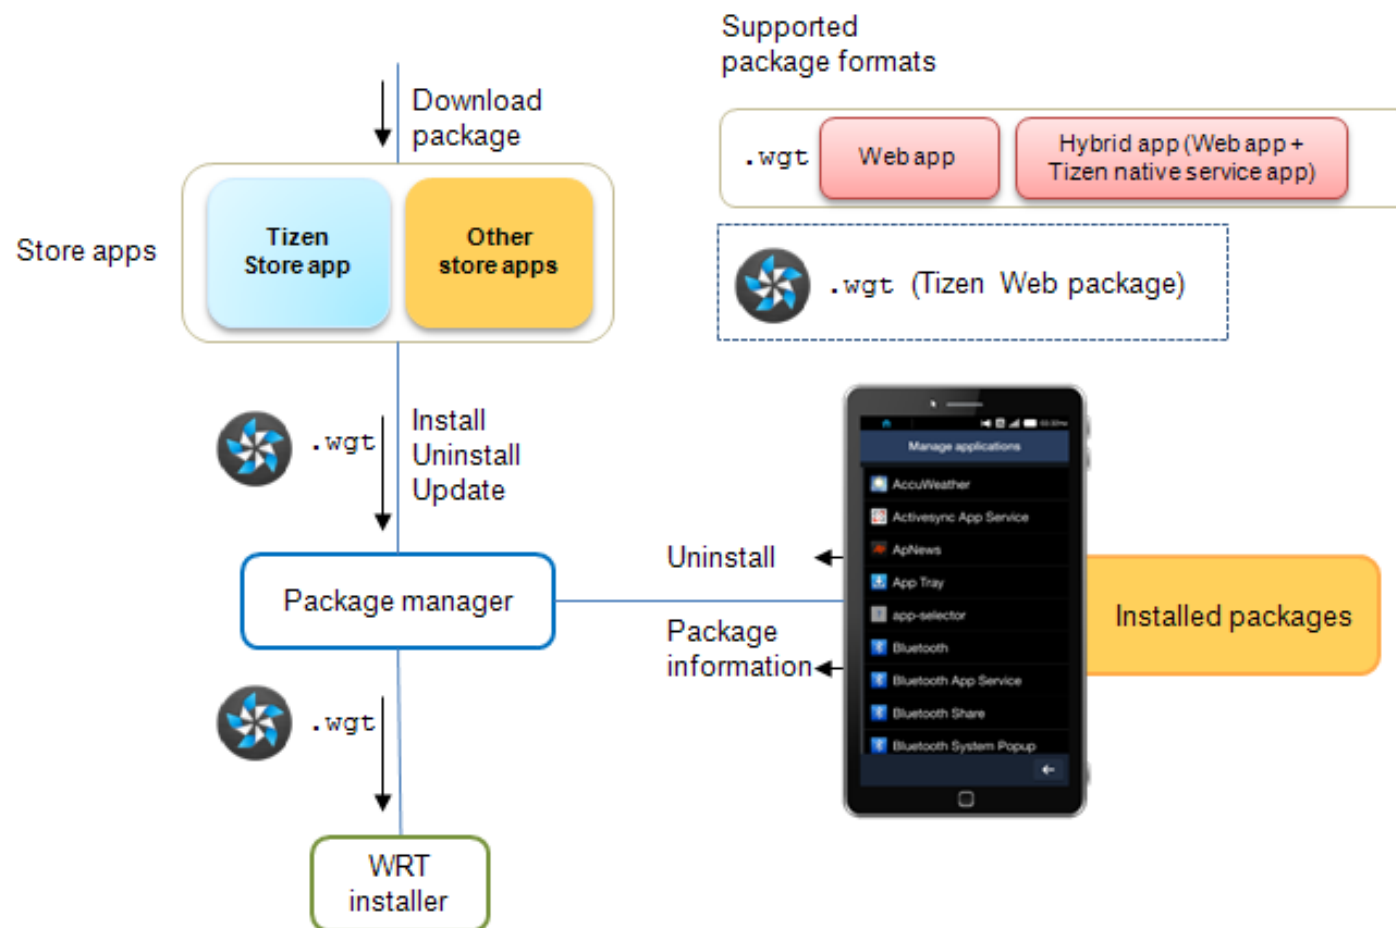 Supported
package formats
Download
package
.wgt
Web app
Hybrid app (Web app +
Tizen native service app)
Store apps
Tizen
Store app
Other
store apps
.wgt (Tizen Web package)
.wgt
Install
Uninstall
Update
Manage applications
AccuWeather
Activesync App Service
ApNews
App Tray
app-selector
Bluetooth
Bluetooth App Service
Bluetooth Share
Bluetooth System Popup
Uninstall
Package manager
Package
information
Installed packages
.wgt
WRT
installer